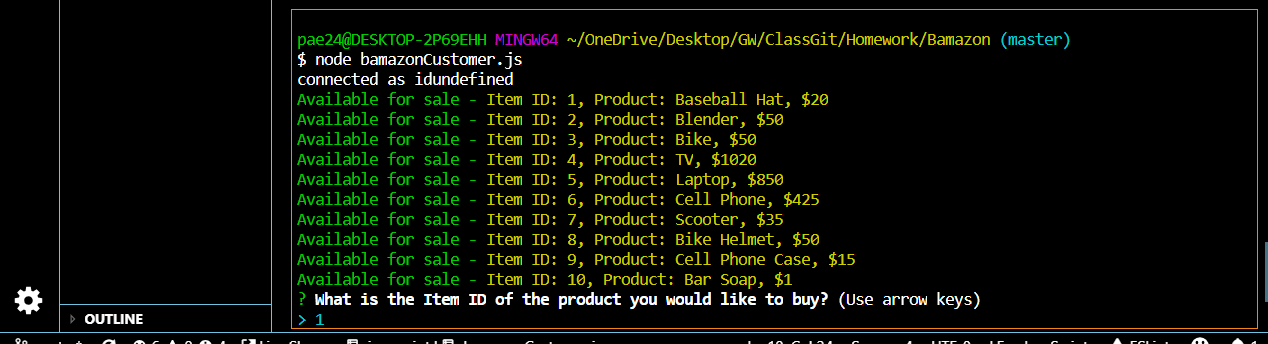 pae24@DESKTOP-2P69EHH MINGW64 ~/OneDrive/Desktop/GW/ClassGit/Homework/Bamazon (master)
$ node bamazonCustomer.js
connected as idundefined
Available for sale - Item ID: 1, Product: Baseball Hat, $20
Available for sale - Item ID: 2, Product: Blender, $50
Available for sale - Item ID: 3, Product: Bike, $50
Available for sale - Item ID: 4, Product: TV, $1020
Available for sale - Item ID: 5, Product: Laptop, $850
Available for sale - Item ID: 6, Product: Cell Phone, $425
Available for sale - Item ID: 7, Product: Scooter, $35
Available for sale - Item ID: 8, Product: Bike Helmet, $50
Available for sale - Item ID: 9, Product: Cell Phone Case, $15
Available for sale - Item ID: 10, Product: Bar Soap, $1
? What is the Item ID of the product you would like to buy? (Use arrow keys)
> 1
OUTLINE